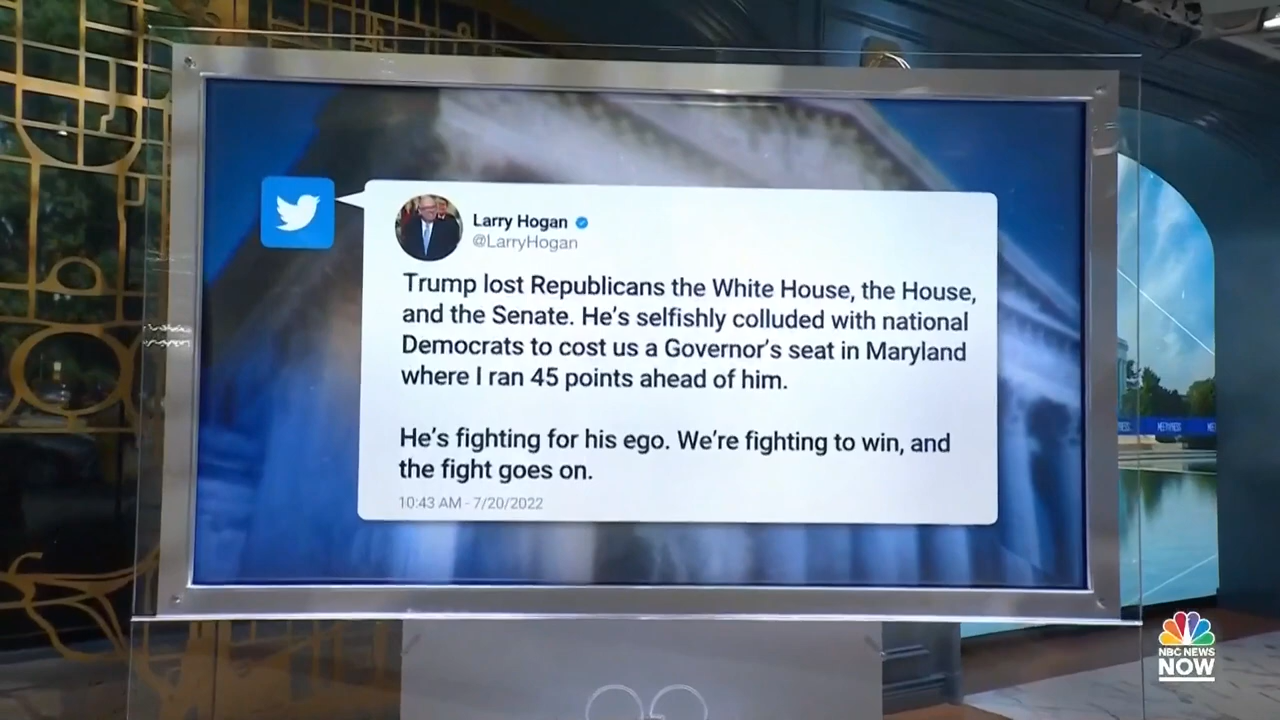 Larry Hogan
@LarryHogan
Trump lost Republicans the White House, the House,
and the Senate. He's selfishly colluded with national
Democrats to cost us a Governor's seat in Maryland
where I ran 45 points ahead of him.
He's fighting for his ego. We're fighting to win, and
the fight goes on.
10:43 AM - 7/20/2022
NBC NEWS
NOW